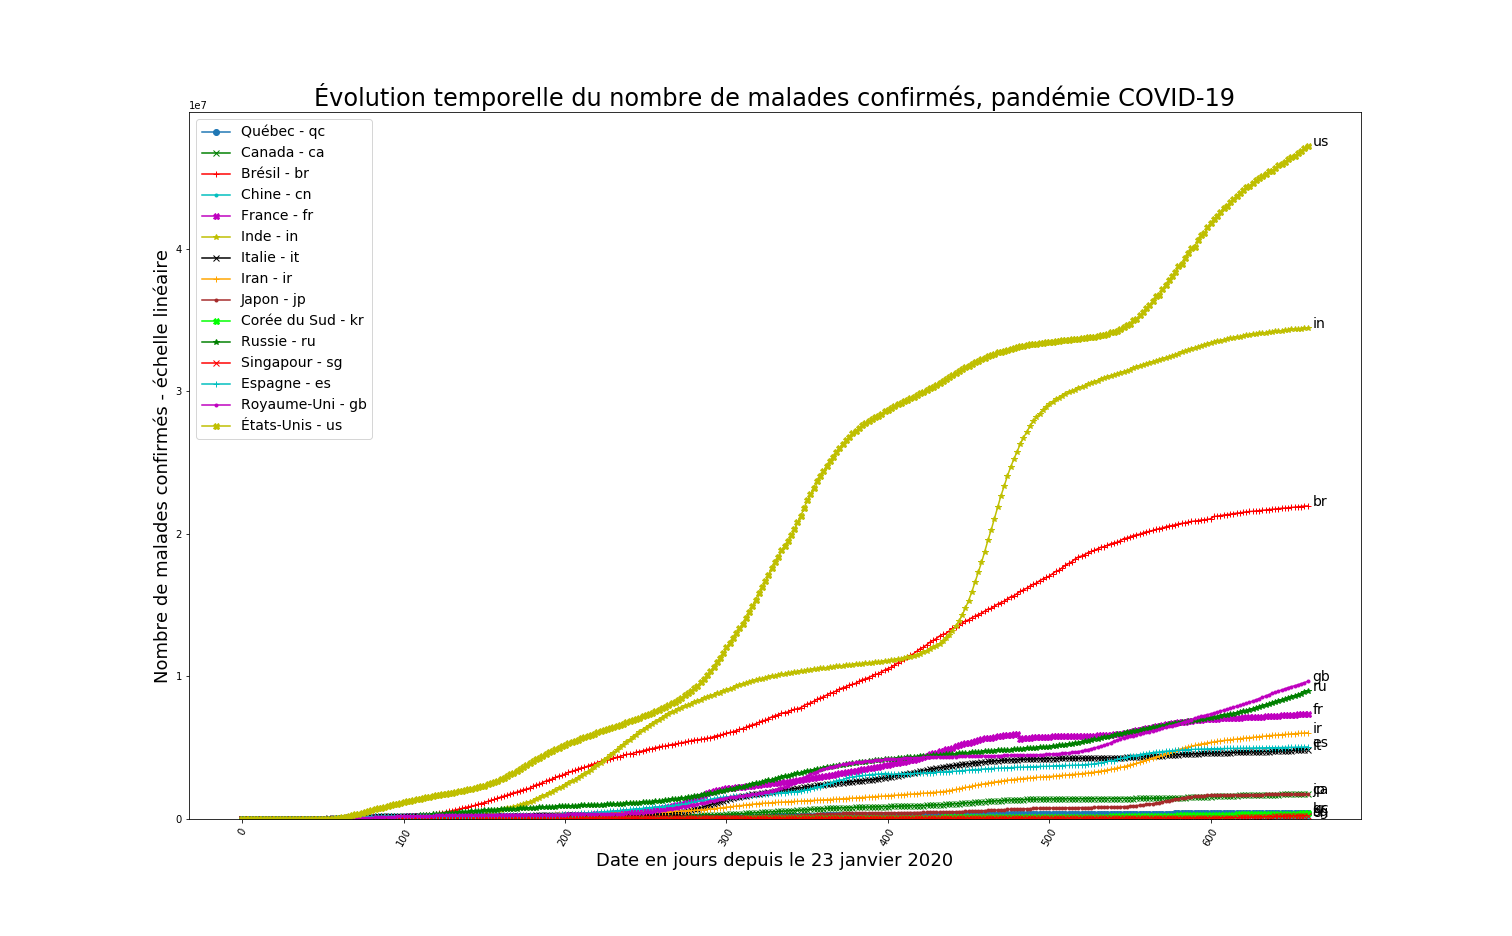 Évolution temporelle du nombre de malades confirmés, pandémie COVID-19
1e7
Québec - qc
Canada - ca
Brésil - br
Chine - cn
France - fr
Inde - in
Italie - it
Iran - ir
Japon - jp
Corée du Sud - kr
Russie - ru
Singapour - sg
Espagne - es
Royaume-Uni - gb
États-Unis - us
Nombre de malades confirmés - échelle linéaire
4
3
2
1
0
us
in
br
gb
ru
fr
ir
es
it
0
100
200
300
400
500
600
Date en jours depuis le 23 janvier 2020